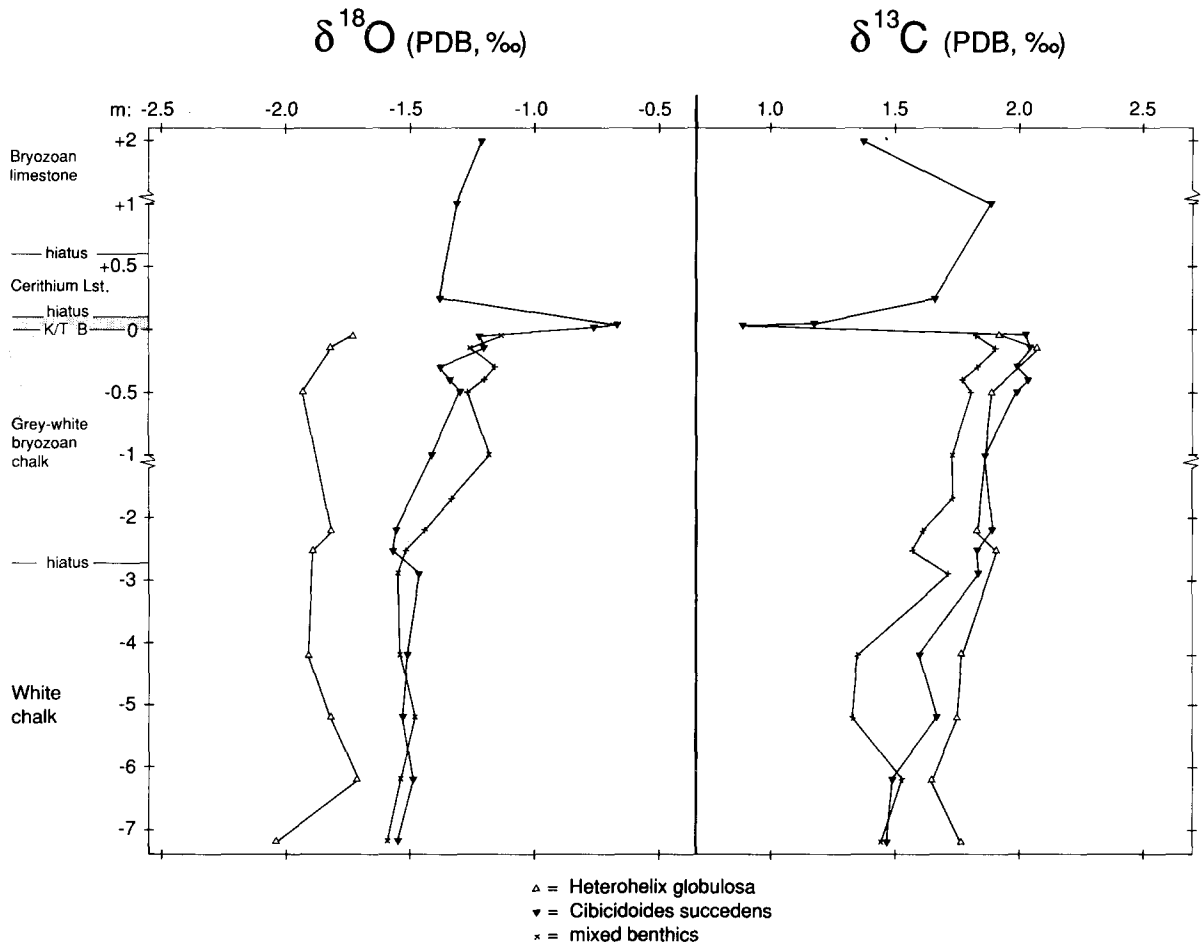 δ18O (PDB, ‰) δ13C (PDB, ‰)
m: -2.5 -2.0 -1.5 -1.0 -0.5 1.0 1.5 2.0 2.5
+2
Bryozoan
limestone
+1
hiatus
+0.5
Cerithium Lst.
hiatus
K/T B 0
-0.5
Grey-white
bryozoan
chalk
-1
-2
hiatus
-3
-4
White
chalk
-5
-6
-7
△ = Heterohelix globulosa
▼ = Cibicidoides succedens
× = mixed benthics